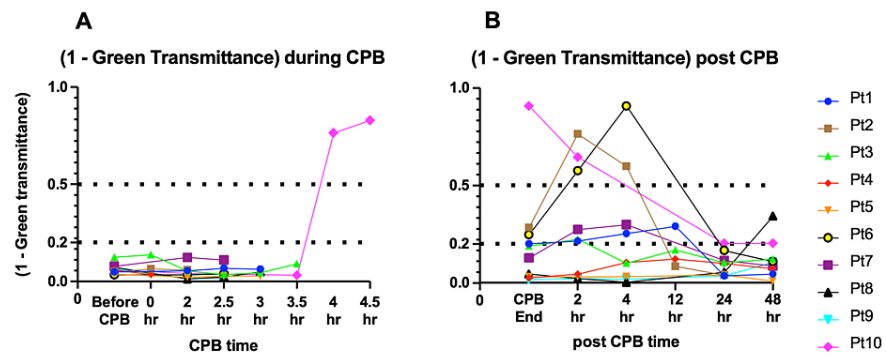 A
(1 - Green Transmittance) during CPB
(1 - Green transmittance)
1.0
0.5
0.2
0.0
0
Before CPB
0 hr
2 hr
2.5 hr
3 hr
3.5 hr
4 hr
4.5 hr
CPB time
B
(1 - Green Transmittance) post CPB
1.0
0.5
0.2
0.0
0
CPB End
2 hr
4 hr
12 hr
24 hr
48 hr
post CPB time
Pt1
Pt2
Pt3
Pt4
Pt5
Pt6
Pt7
Pt8
Pt9
Pt10